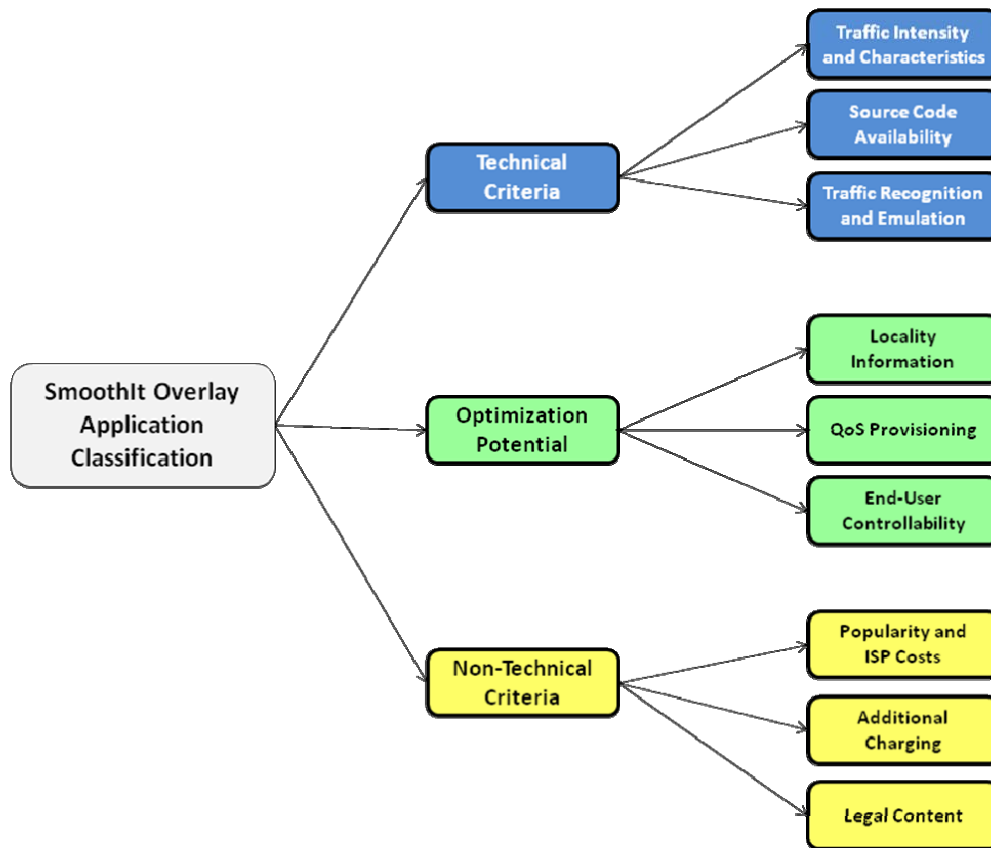 Traffic Intensity
and Characteristics
Source Code
Availability
Technical
Criteria
Traffic Recognition
and Emulation
Locality
Information
SmoothIt Overlay
Application
Classification
Optimization
Potential
QoS Provisioning
End-User
Controllability
Popularity and
ISP Costs
Non-Technical
Criteria
Additional
Charging
Legal Content